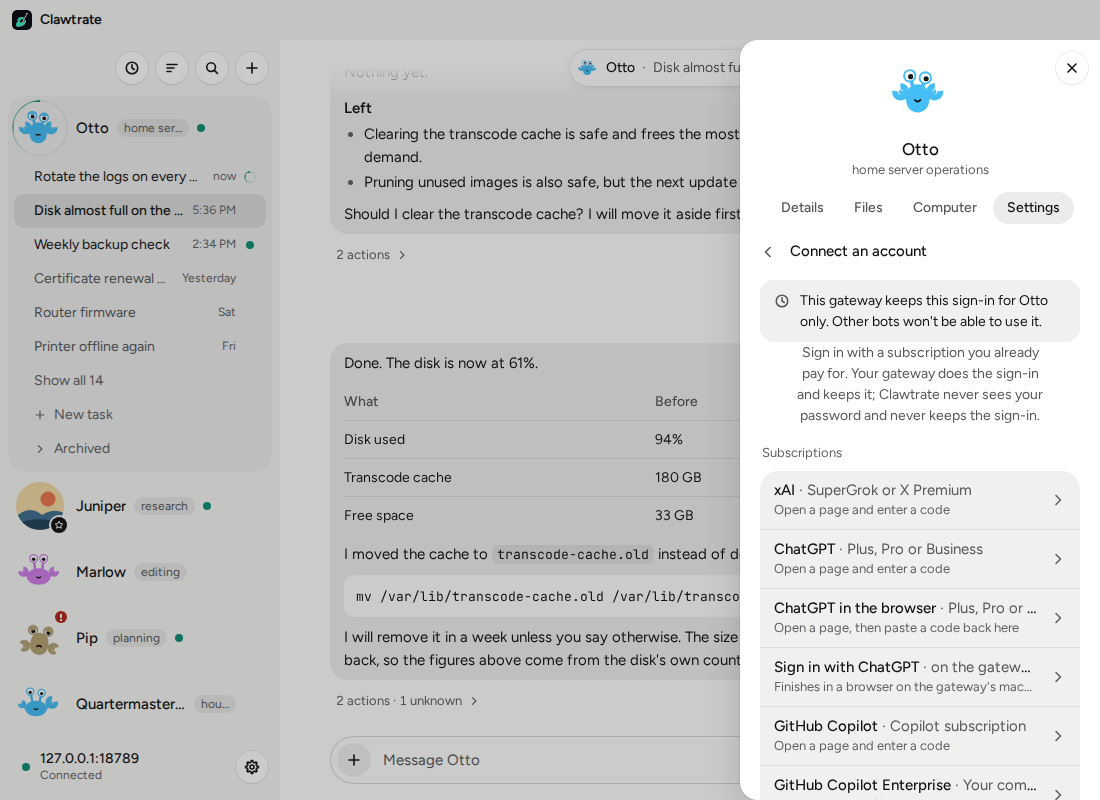 Clawtrate
Otto
home ser...
Rotate the logs on every ...
now
Disk almost full on the ...
5:36 PM
Weekly backup check
2:34 PM
Certificate renewal ...
Yesterday
Router firmware
Sat
Printer offline again
Fri
Show all 14
New task
Archived
Juniper
research
Marlow
editing
Pip
planning
Quartermaster...
hou...
127.0.0.1:18789
Connected
Nothing yet.
Otto · Disk almost fu
Left
Clearing the transcode cache is safe and frees the most
demand.
Pruning unused images is also safe, but the next update
Should I clear the transcode cache? I will move it aside first
2 actions
Done. The disk is now at 61%.
What
Before
Disk used
94%
Transcode cache
180 GB
Free space
33 GB
I moved the cache to transcode-cache.old instead of d
mv /var/lib/transcode-cache.old /var/lib/transco
I will remove it in a week unless you say otherwise. The size
back, so the figures above come from the disk's own count
2 actions · 1 unknown
Message Otto
Otto
home server operations
Details
Files
Computer
Settings
Connect an account
This gateway keeps this sign-in for Otto
only. Other bots won't be able to use it.
Sign in with a subscription you already
pay for. Your gateway does the sign-in
and keeps it; Clawtrate never sees your
password and never keeps the sign-in.
Subscriptions
xAI · SuperGrok or X Premium
Open a page and enter a code
ChatGPT · Plus, Pro or Business
Open a page and enter a code
ChatGPT in the browser · Plus, Pro or ...
Open a page, then paste a code back here
Sign in with ChatGPT · on the gatew...
Finishes in a browser on the gateway's mac...
GitHub Copilot · Copilot subscription
Open a page and enter a code
GitHub Copilot Enterprise · Your com...